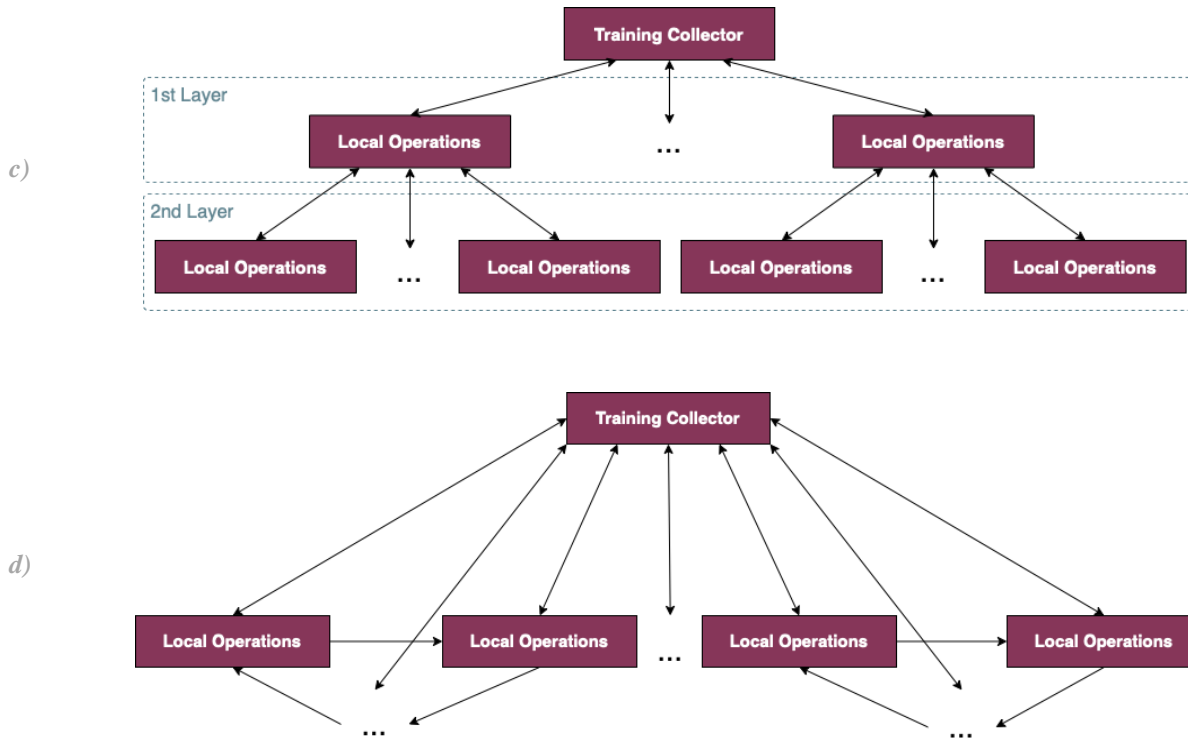 Training Collector
1st Layer
Local Operations
...
Local Operations
c)
2nd Layer
Local Operations
...
Local Operations
Local Operations
...
Local Operations
Training Collector
d)
Local Operations
Local Operations
...
Local Operations
Local Operations
...
...